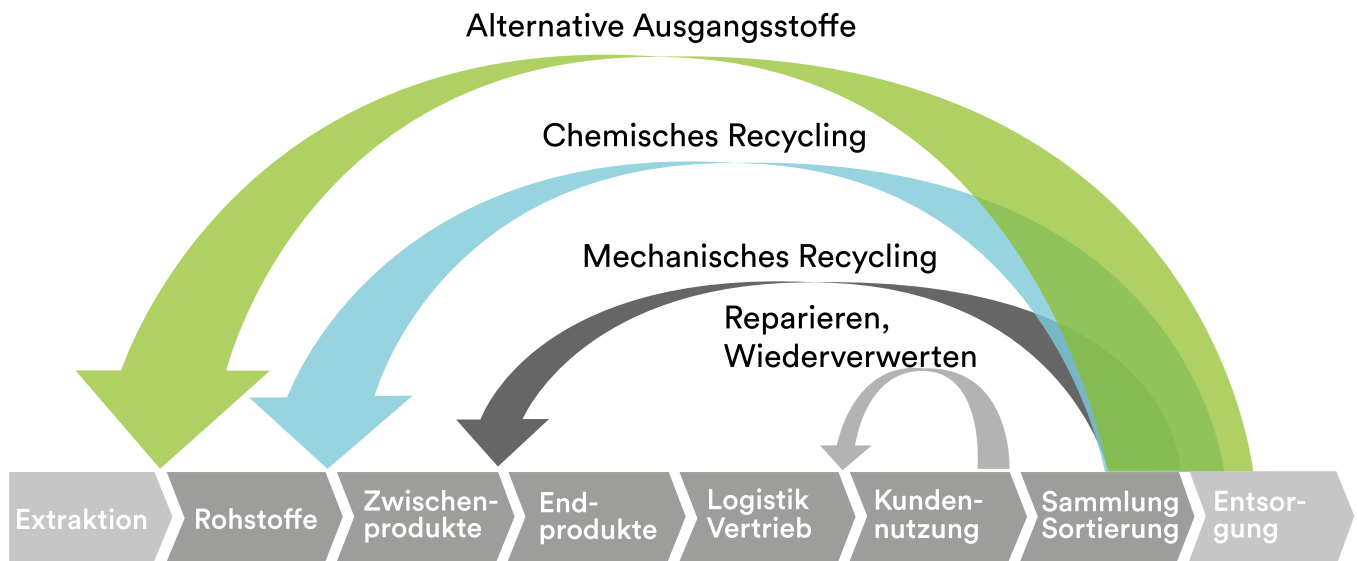 Alternative Ausgangsstoffe
Chemisches Recycling
Mechanisches Recycling
Reparieren,
Wiederverwerten
Extraktion
Rohstoffe
Zwischen-
produkte
End-
produkte
Logistik
Vertrieb
Kunden-
nutzung
Sammlung
Sortierung
Entsor-
gung